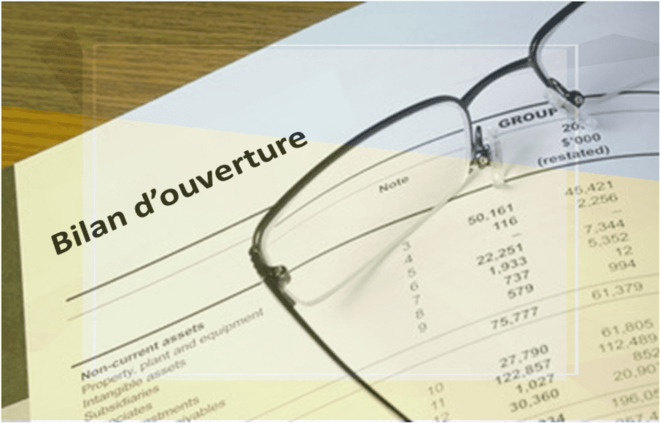 Bilan d'ouverture
GROUP
$'000
(restated)
Note
50,161 45,421
3 116 2,256
4 – –
5 22,251 7,344
6 1,933 5,352
7 737 12
8 579 994
9
75,777 61,379
Non-current assets
Property, plant and equipment
Intangible assets
Subsidiaries
27,790 61,805
10 122,857 112,489
11 1,027 852
12 30,360